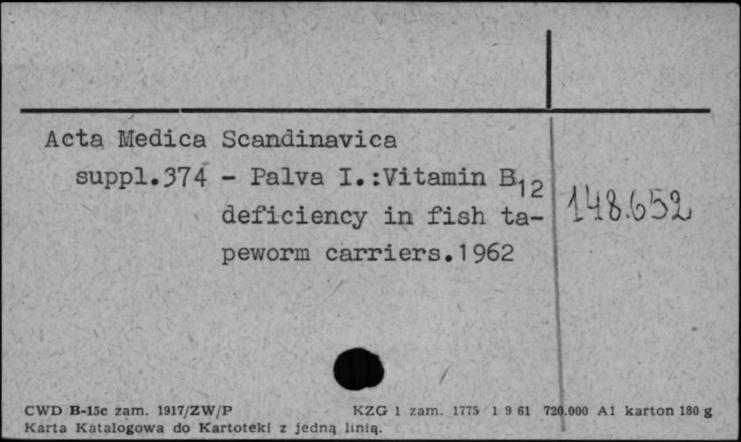 Acta Medica Scandinavica
suppl.374 - Palva I.:Vitamin B12
deficiency in fish ta-
peworm carriers.1962
148.652
CWD B-15c zam. 1917/ZW/P KZG 1 zam. 1775 1 9 61 720.000 A1 karton 180 g
Karta Katalogowa do Kartoteki z jedną linią.